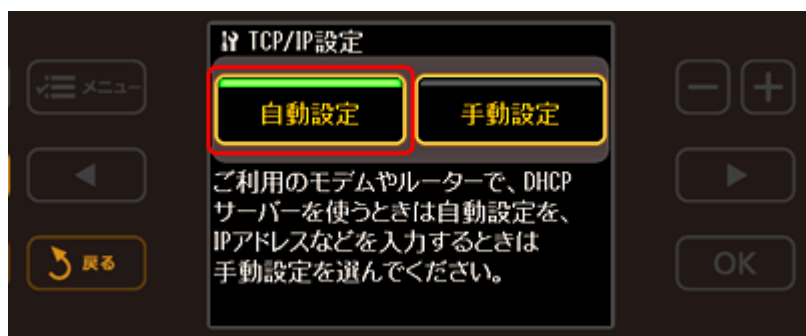 TCP/IP設定
メニュー
自動設定
手動設定
ご利用のモデムやルーターで、DHCP
サーバーを使うときは自動設定を、
IPアドレスなどを入力するときは
手動設定を選んでください。
戻る
OK